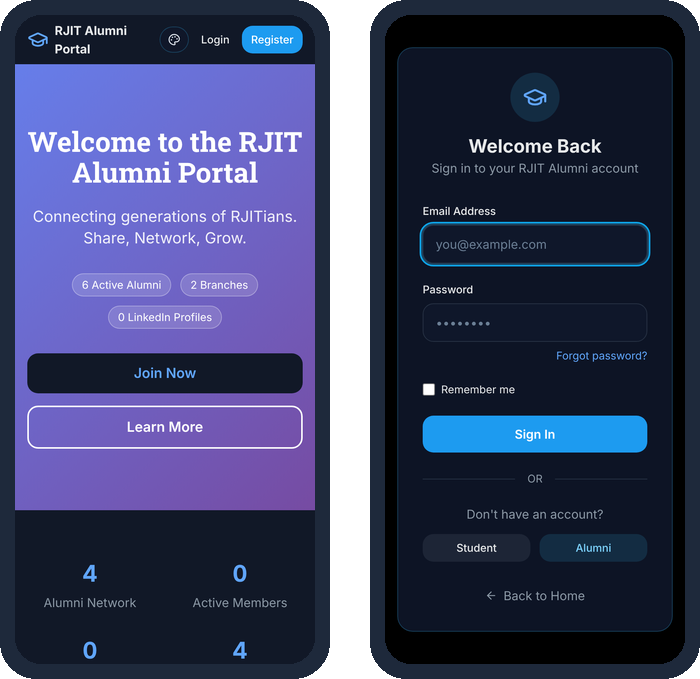 RJIT Alumni
Portal
Login
Register
Welcome to the RJIT
Alumni Portal
Connecting generations of RJITians.
Share, Network, Grow.
6 Active Alumni
2 Branches
0 LinkedIn Profiles
Join Now
Learn More
4
0
Alumni Network
Active Members
0
4
Welcome Back
Sign in to your RJIT Alumni account
Email Address
you@example.com
Password
••••••••
Forgot password?
Remember me
Sign In
OR
Don't have an account?
Student
Alumni
← Back to Home